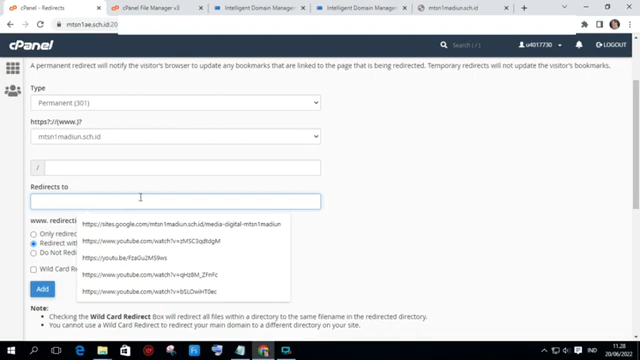 cPanel - Redirects
cPanel File Manager v3
Intelligent Domain Manage
Intelligent Domain Manage
mtsn1madiun.sch.id/
mtsn1ae.sch.id:20
cPanel
Search ( / )
u4017730
LOGOUT
A permanent redirect will notify the visitor's browser to update any bookmarks that are linked to the page that is being redirected. Temporary redirects will not update the visitor's bookmarks.
Type
Permanent (301)
https?://(www.)?
mtsn1madiun.sch.id
/
Redirects to
https://sites.google.com/mtsn1madiun.sch.id/media-digital-mtsn1madiun
www. redirecti
https://www.youtube.com/watch?v=zMSC3qdtdgM
Only redirec
Redirect with
https://youtu.be/FzaGu2MS9ws
Do Not Redi
Wild Card Re
https://www.youtube.com/watch?v=qHz8M_ZFnFc
Add
https://www.youtube.com/watch?v=bSLOwiHT0ec
Note:
Checking the Wild Card Redirect Box will redirect all files within a directory to the same filename in the redirected directory.
You cannot use a Wild Card Redirect to redirect your main domain to a different directory on your site.
IND
11.28
20/06/2022